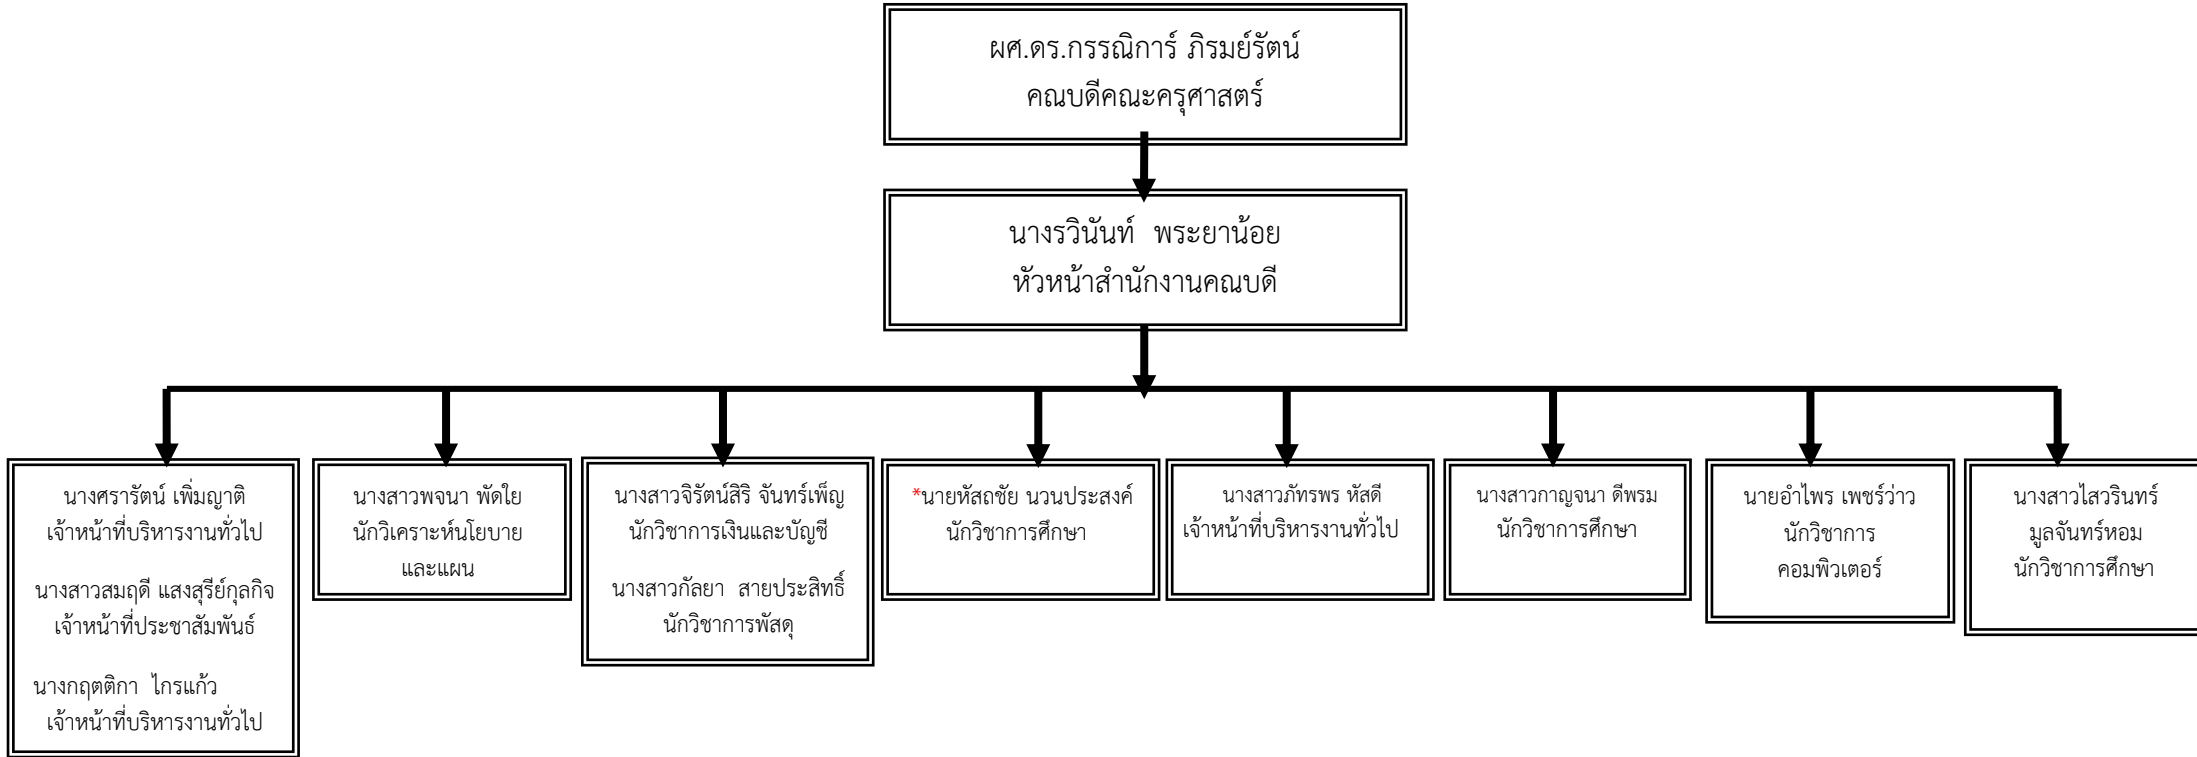 ผศ.ดร.กรรณิการ์ ภิรมย์รัตน์
คณบดีคณะครุศาสตร์
นางรวินันท์ พระยาน้อย
หัวหน้าสำนักงานคณบดี
นางศรารัตน์ เพิ่มญาติ
เจ้าหน้าที่บริหารงานทั่วไป
นางสาวสมฤดี แสงสุรีย์กุลกิจ
เจ้าหน้าที่ประชาสัมพันธ์
นางกฤตติกา ไกรแก้ว
เจ้าหน้าที่บริหารงานทั่วไป
นางสาวพจนา พัดใย
นักวิเคราะห์นโยบาย
และแผน
นางสาวจิรัตน์สิริ จันทร์เพ็ญ
นักวิชาการเงินและบัญชี
นางสาวกัลยา สายประสิทธิ์
นักวิชาการพัสดุ
*นายหัสถชัย นวนประสงค์
นักวิชาการศึกษา
นางสาวภัทรพร หัสดี
เจ้าหน้าที่บริหารงานทั่วไป
นางสาวกาญจนา ดีพรม
นักวิชาการศึกษา
นายอำไพร เพชร์ว่าว
นักวิชาการ
คอมพิวเตอร์
นางสาวไสวรินทร์
มูลจันทร์หอม
นักวิชาการศึกษา